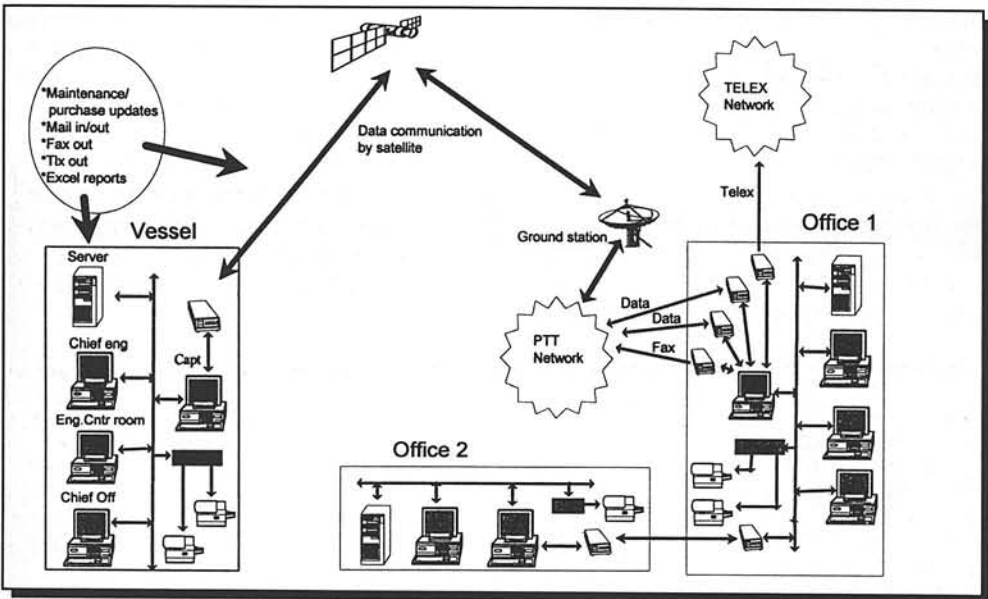 *Maintenance/
purchase updates
*Mail in/out
*Fax out
*Tlx out
*Excel reports
Data communication
by satellite
TELEX
Network
Telex
Vessel
Server
Chief eng
Capt
Eng.Cntr room
Chief Off
Ground station
Office 1
Data
Data
Fax
PTT
Network
Office 2